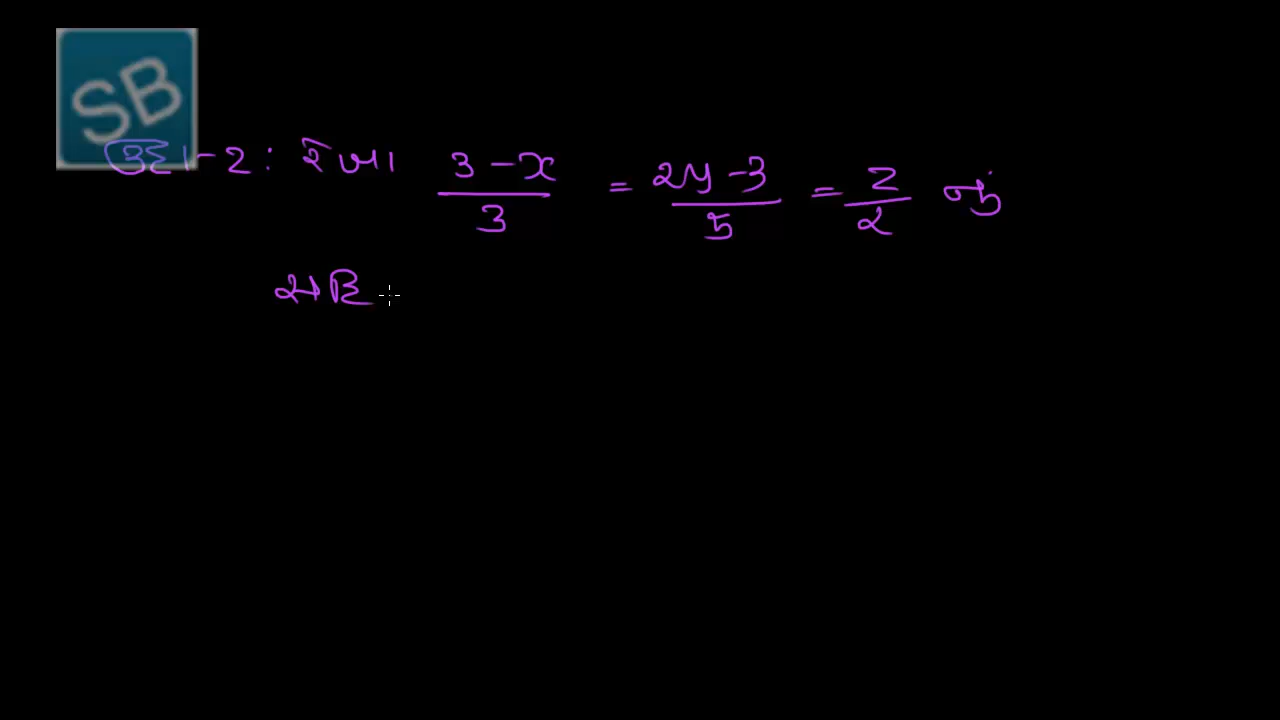 SB
ઉદા-2: રેખા (3-x)/3 = (2y-3)/5 = z/2 નું
સદિ